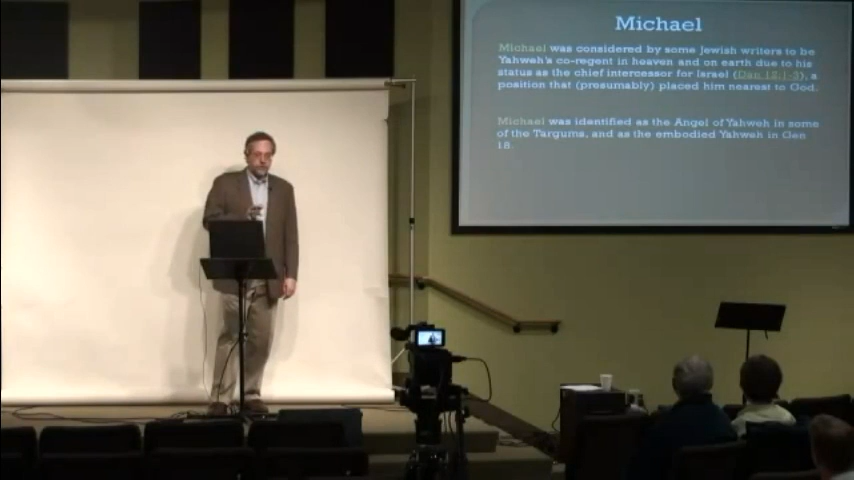 Michael
Michael was considered by some Jewish writers to be
Yahweh's co-regent in heaven and on earth due to his
status as the chief intercessor for Israel (Dan 12:1-3), a
position that (presumably) placed him nearest to God.
Michael was identified as the Angel of Yahweh in some
of the Targums, and as the embodied Yahweh in Gen
18.